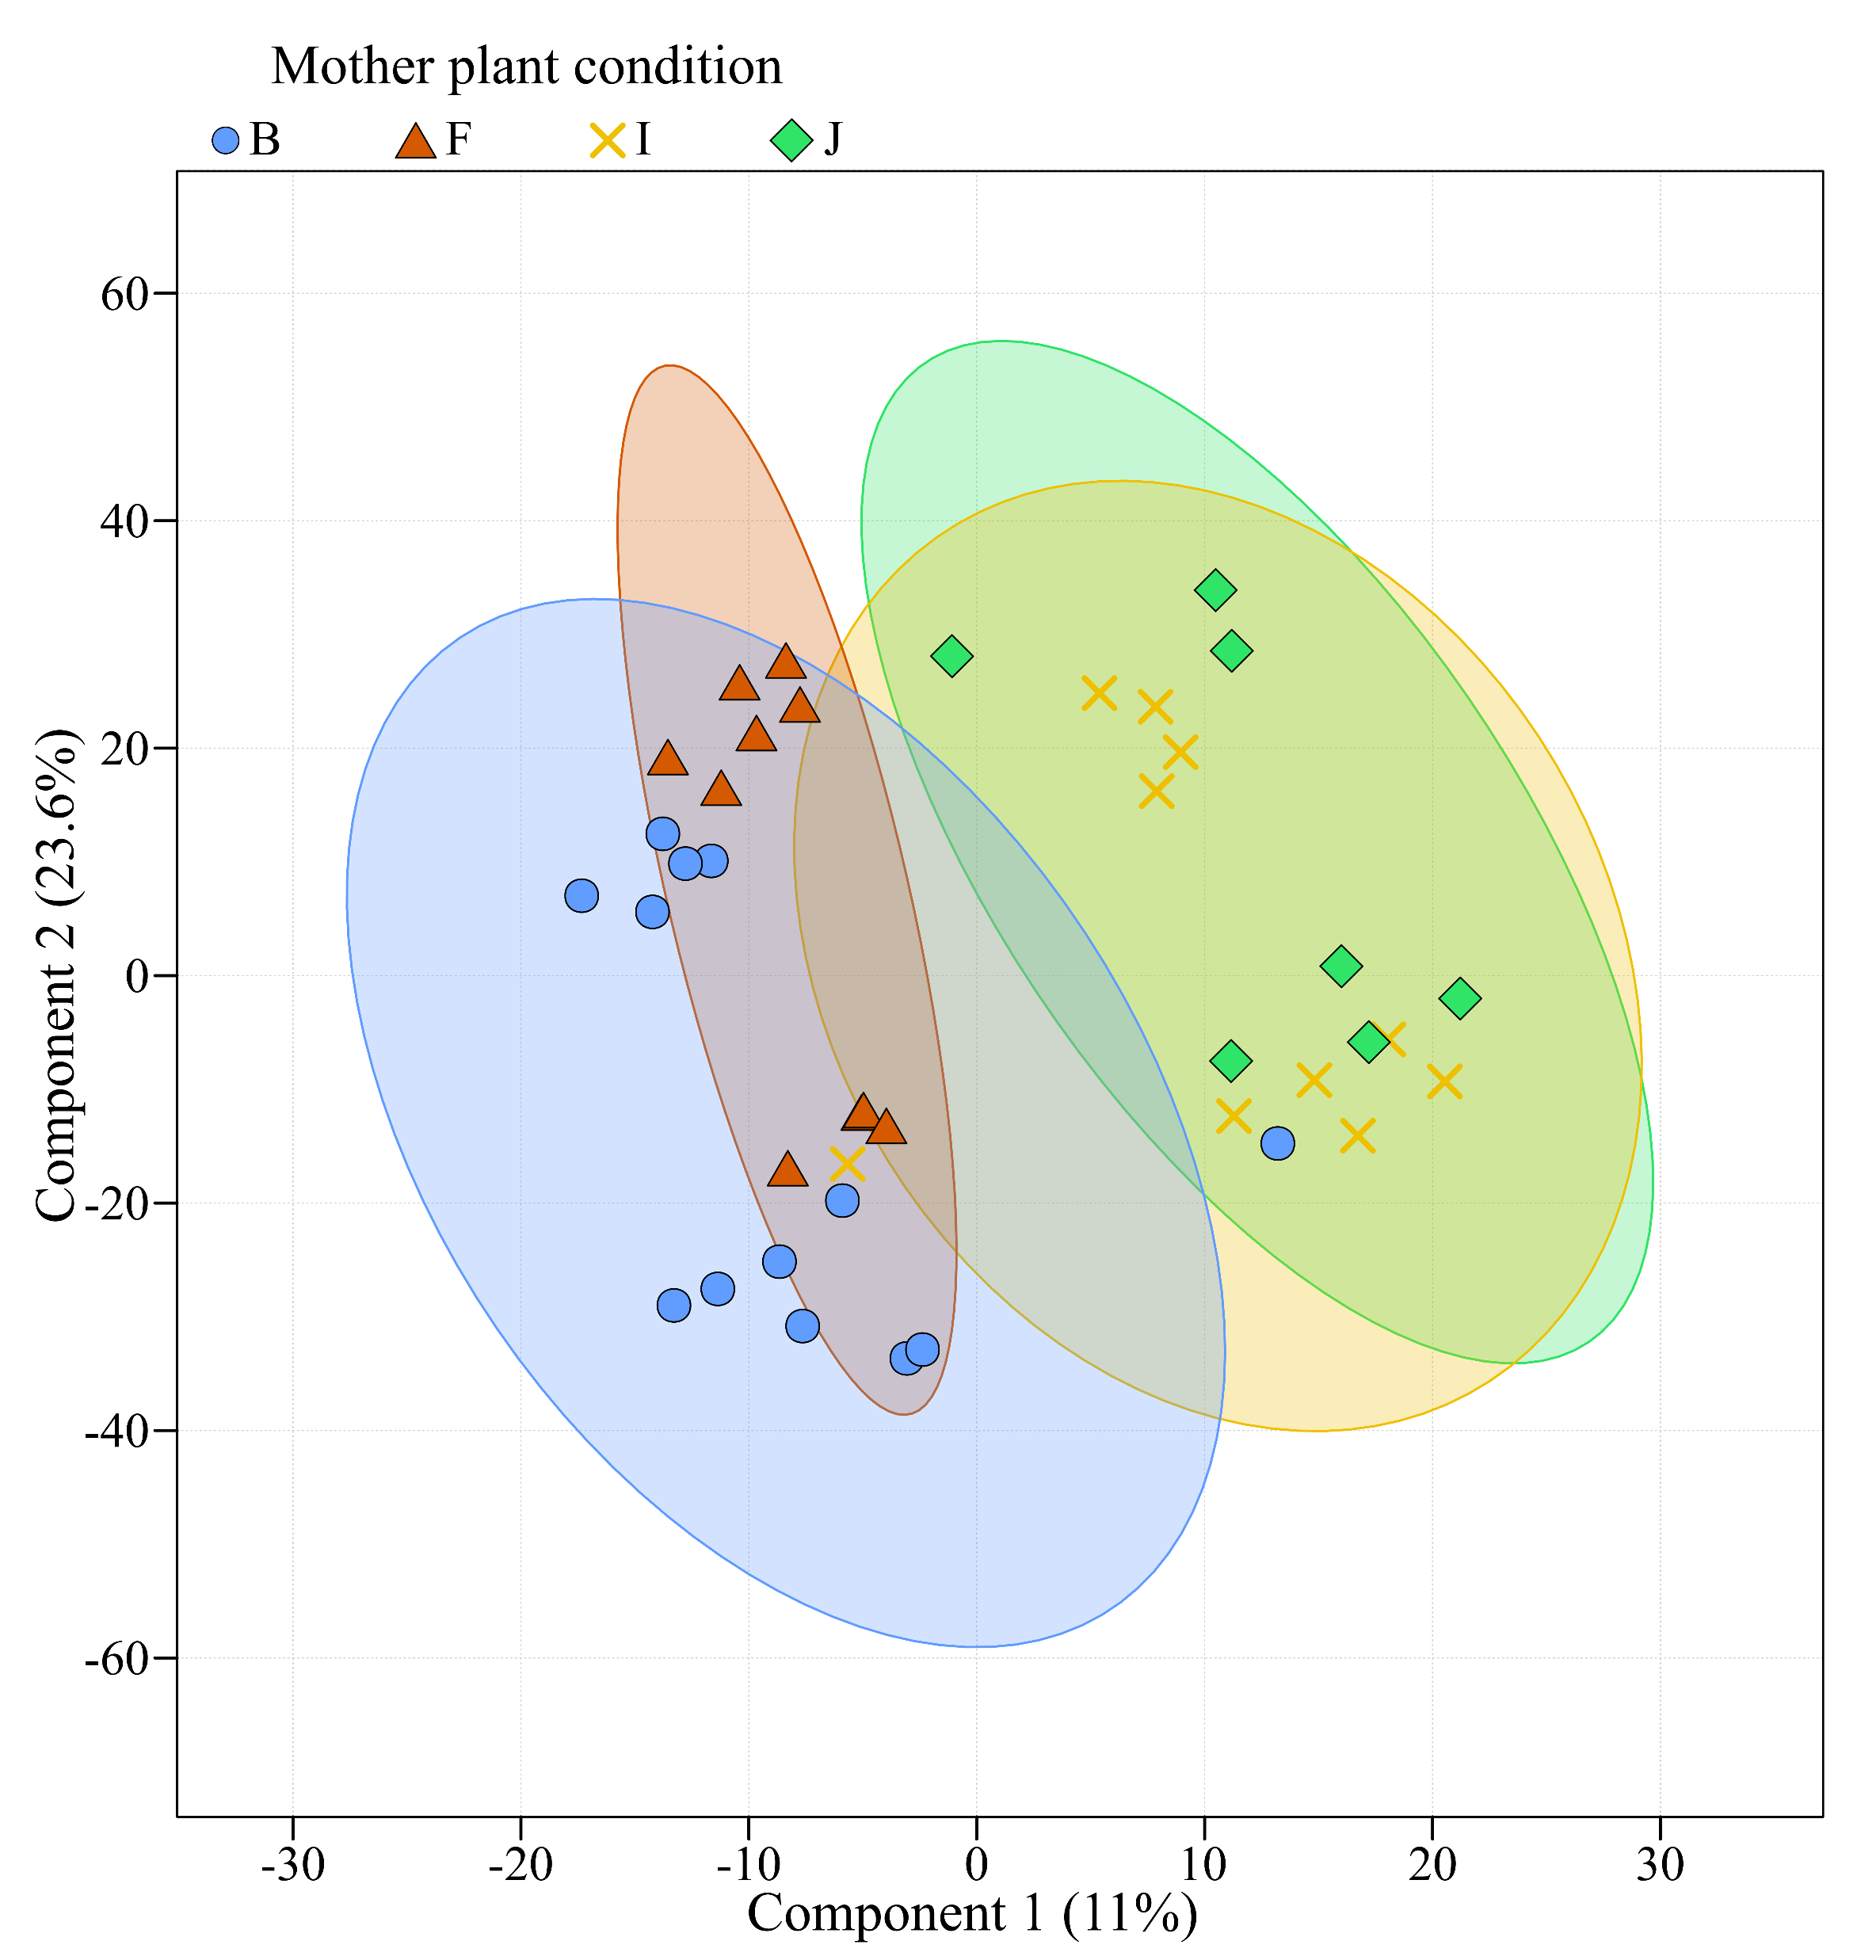 Mother plant condition
B F I J
60
40
20
0
-20
-40
-60
Component 2 (23.6%)
-30 -20 -10 0 10 20 30
Component 1 (11%)